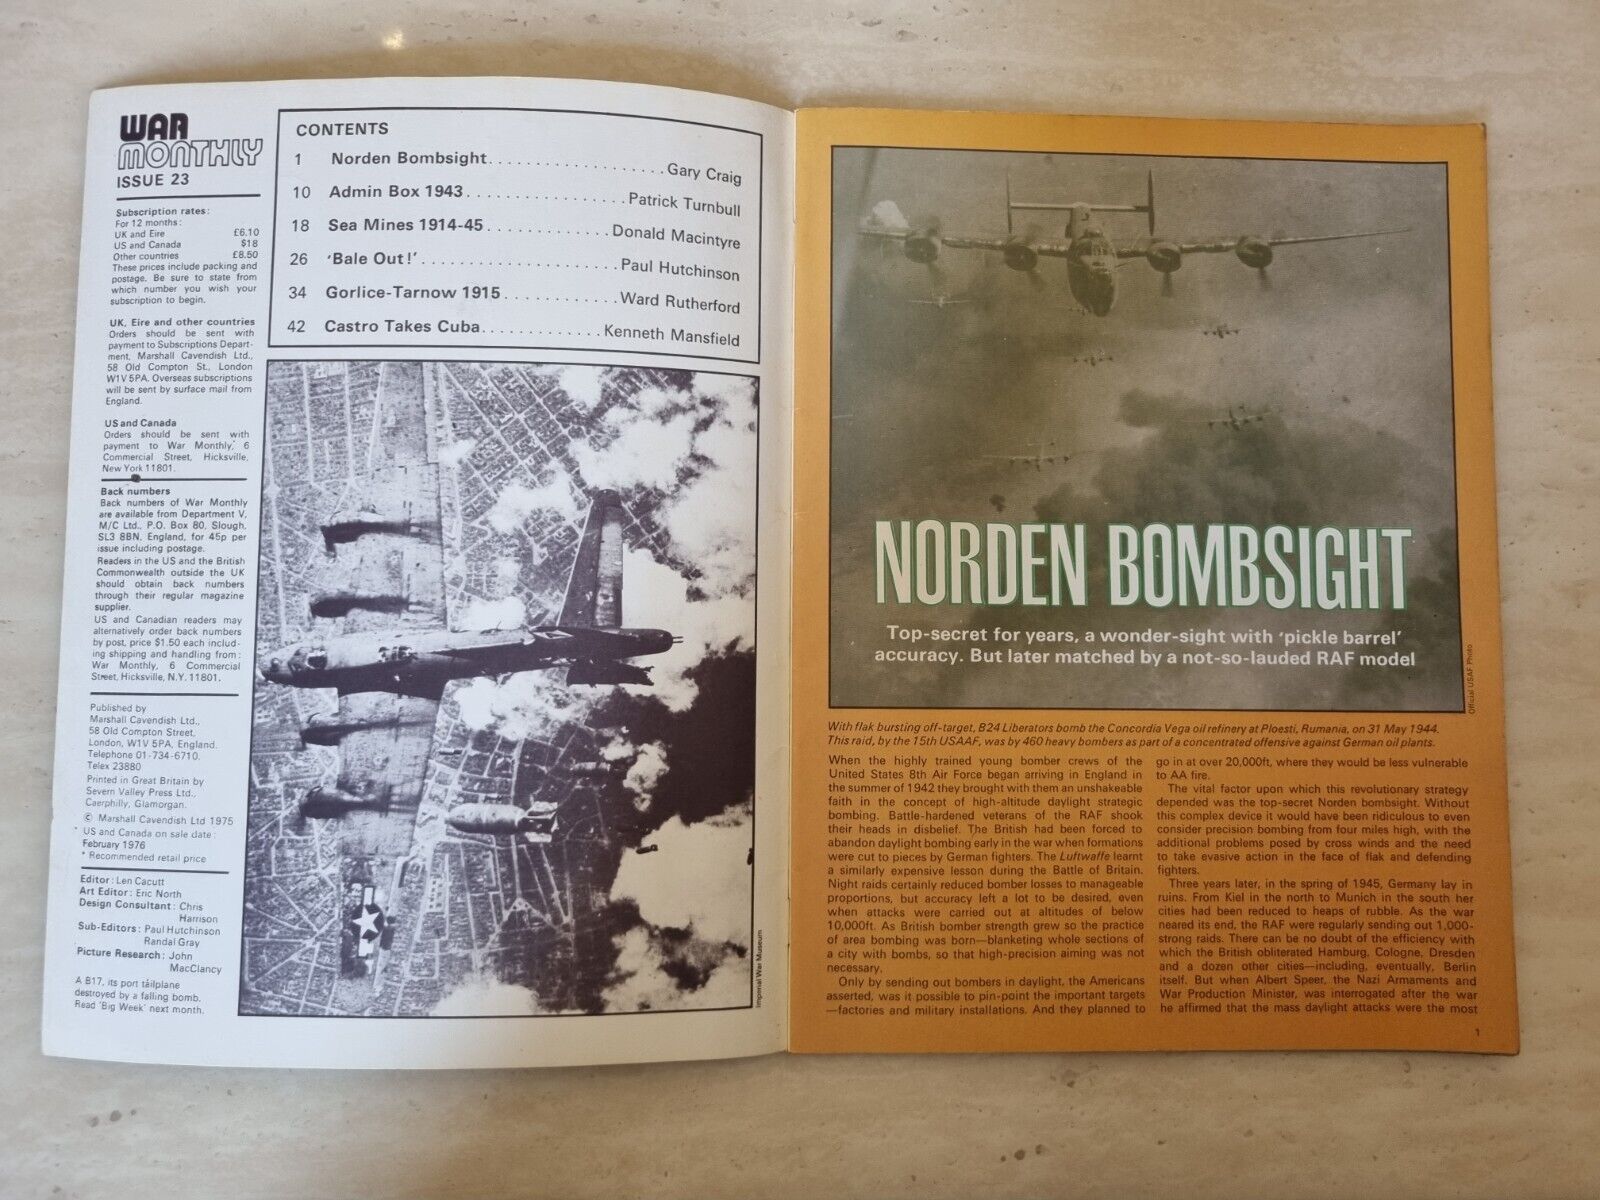 WAR
MONTHLY
ISSUE 23
Subscription rates:
For 12 months:
UK and Eire £6.10
US and Canada $18
Other countries £8.50
These prices include packing and
postage. Be sure to state from
which number you wish your
subscription to begin.
UK, Eire and other countries
Orders should be sent with
payment to Subscriptions Depart-
ment, Marshall Cavendish Ltd.,
58 Old Compton St., London
W1V 5PA. Overseas subscriptions
will be sent by surface mail from
England.
US and Canada
Orders should be sent with
payment to War Monthly, 6
Commercial Street, Hicksville,
New York 11801.
Back numbers
Back numbers of War Monthly
are available from Department V,
M/C Ltd., P.O. Box 80, Slough,
SL3 8BN, England, for 45p per
issue including postage.
Readers in the US and the British
Commonwealth outside the UK
should obtain back numbers
through their regular magazine
supplier.
US and Canadian readers may
alternatively order back numbers
by post, price $1.50 each includ-
ing shipping and handling from:
War Monthly, 6 Commercial
Street, Hicksville, N.Y. 11801.
Published by
Marshall Cavendish Ltd.,
58 Old Compton Street,
London, W1V 5PA, England.
Telephone 01-734-6710.
Telex 23880
Printed in Great Britain by
Severn Valley Press Ltd.,
Caerphilly, Glamorgan.
© Marshall Cavendish Ltd 1975
* US and Canada on sale date:
February 1976
* Recommended retail price
Editor: Len Cacutt
Art Editor: Eric North
Design Consultant: Chris
Harrison
Sub-Editors: Paul Hutchinson
Randal Gray
Picture Research: John
MacClancy
A B17, its port tailplane
destroyed by a falling bomb.
Read 'Big Week' next month.
CONTENTS
1 Norden Bombsight.................... Gary Craig
10 Admin Box 1943................. Patrick Turnbull
18 Sea Mines 1914-45............. Donald Macintyre
26 'Bale Out!'..................... Paul Hutchinson
34 Gorlice-Tarnow 1915............ Ward Rutherford
42 Castro Takes Cuba............. Kenneth Mansfield
Imperial War Museum
NORDEN BOMBSIGHT
Top-secret for years, a wonder-sight with 'pickle barrel'
accuracy. But later matched by a not-so-lauded RAF model
Official USAF Photo
With flak bursting off-target, B24 Liberators bomb the Concordia Vega oil refinery at Ploesti, Rumania, on 31 May 1944.
This raid, by the 15th USAAF, was by 460 heavy bombers as part of a concentrated offensive against German oil plants.
When the highly trained young bomber crews of the
United States 8th Air Force began arriving in England in
the summer of 1942 they brought with them an unshakeable
faith in the concept of high-altitude daylight strategic
bombing. Battle-hardened veterans of the RAF shook
their heads in disbelief. The British had been forced to
abandon daylight bombing early in the war when formations
were cut to pieces by German fighters. The Luftwaffe learnt
a similarly expensive lesson during the Battle of Britain.
Night raids certainly reduced bomber losses to manageable
proportions, but accuracy left a lot to be desired, even
when attacks were carried out at altitudes of below
10,000ft. As British bomber strength grew so the practice
of area bombing was born—blanketing whole sections of
a city with bombs, so that high-precision aiming was not
necessary.
Only by sending out bombers in daylight, the Americans
asserted, was it possible to pin-point the important targets
—factories and military installations. And they planned to
go in at over 20,000ft, where they would be less vulnerable
to AA fire.
The vital factor upon which this revolutionary strategy
depended was the top-secret Norden bombsight. Without
this complex device it would have been ridiculous to even
consider precision bombing from four miles high, with the
additional problems posed by cross winds and the need
to take evasive action in the face of flak and defending
fighters.
Three years later, in the spring of 1945, Germany lay in
ruins. From Kiel in the north to Munich in the south her
cities had been reduced to heaps of rubble. As the war
neared its end, the RAF were regularly sending out 1,000-
strong raids. There can be no doubt of the efficiency with
which the British obliterated Hamburg, Cologne, Dresden
and a dozen other cities—including, eventually, Berlin
itself. But when Albert Speer, the Nazi Armaments and
War Production Minister, was interrogated after the war
he affirmed that the mass daylight attacks were the most
1